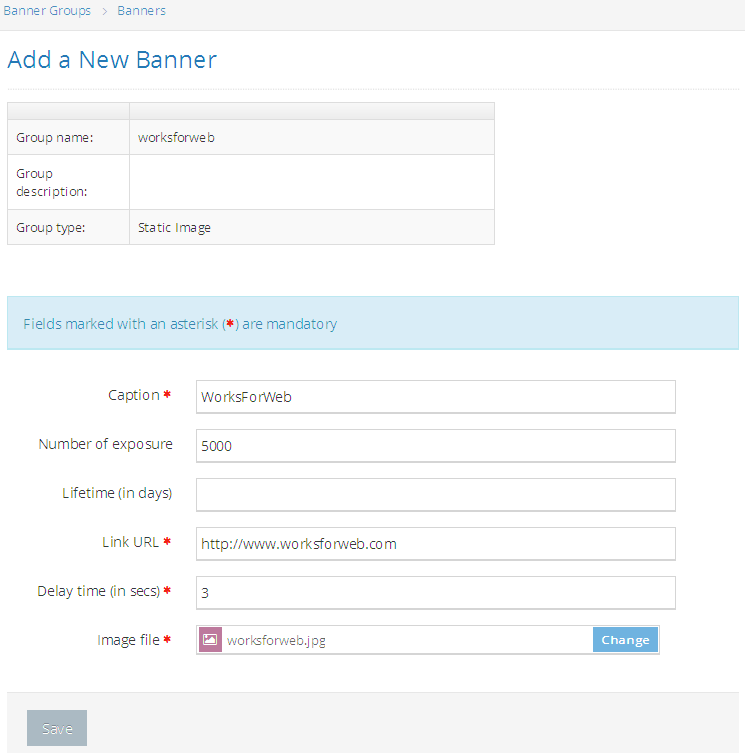 Banner Groups > Banners
Add a New Banner
Group name: worksforweb
Group
description:
Group type: Static Image
Fields marked with an asterisk (*) are mandatory
Caption * WorksForWeb
Number of exposure 5000
Lifetime (in days)
Link URL * http://www.worksforweb.com
Delay time (in secs) * 3
Image file * worksforweb.jpg Change
Save